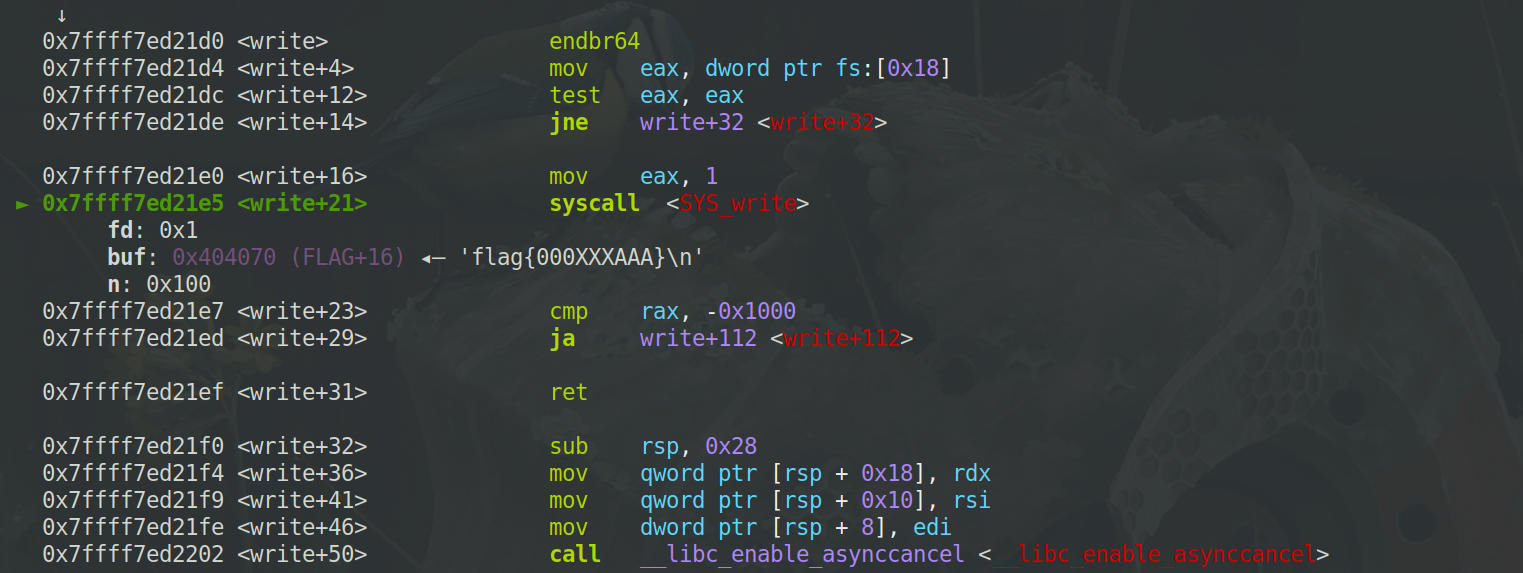 ↓
0x7ffff7ed21d0 <write> endbr64
0x7ffff7ed21d4 <write+4> mov eax, dword ptr fs:[0x18]
0x7ffff7ed21dc <write+12> test eax, eax
0x7ffff7ed21de <write+14> jne write+32 <write+32>
0x7ffff7ed21e0 <write+16> mov eax, 1
► 0x7ffff7ed21e5 <write+21> syscall <SYS_write>
fd: 0x1
buf: 0x404070 (FLAG+16) ◂— 'flag{000XXXAAA}\n'
n: 0x100
0x7ffff7ed21e7 <write+23> cmp rax, -0x1000
0x7ffff7ed21ed <write+29> ja write+112 <write+112>
0x7ffff7ed21ef <write+31> ret
0x7ffff7ed21f0 <write+32> sub rsp, 0x28
0x7ffff7ed21f4 <write+36> mov qword ptr [rsp + 0x18], rdx
0x7ffff7ed21f9 <write+41> mov qword ptr [rsp + 0x10], rsi
0x7ffff7ed21fe <write+46> mov dword ptr [rsp + 8], edi
0x7ffff7ed2202 <write+50> call __libc_enable_asynccancel <__libc_enable_asynccancel>